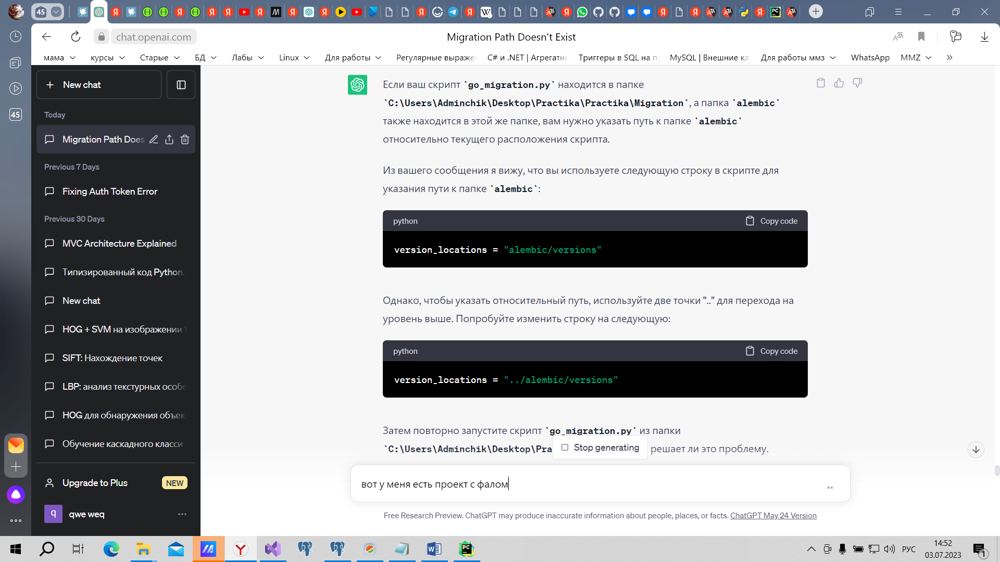 45
chat.openai.com
Migration Path Doesn't Exist
мама
курсы
Старые
БД
Лабы
Linux
Для работы
Регулярные выражен
C# и .NET | Агрегатн
Триггеры в SQL на п
MySQL | Внешние кл
Для работы ммз
WhatsApp
MMZ
45
New chat
Today
Migration Path Does
Previous 7 Days
Fixing Auth Token Error
Previous 30 Days
MVC Architecture Explained
Типизированный код Python.
New chat
HOG + SVM на изображении 1
SIFT: Нахождение точек
LBP: анализ текстурных особе
HOG для обнаружения объек
Обучение каскадного класси
Upgrade to Plus NEW
q qwe weq
Если ваш скрипт `go_migration.py` находится в папке
`C:\Users\Adminchik\Desktop\Practika\Practika\Migration`, а папка `alembic`
также находится в этой же папке, вам нужно указать путь к папке `alembic`
относительно текущего расположения скрипта.
Из вашего сообщения я вижу, что вы используете следующую строку в скрипте для
указания пути к папке `alembic`:
python Copy code
version_locations = "alembic/versions"
Однако, чтобы указать относительный путь, используйте две точки ".." для перехода на
уровень выше. Попробуйте изменить строку на следующую:
python Copy code
version_locations = "../alembic/versions"
Затем повторно запустите скрипт `go_migration.py` из папки
`C:\Users\Adminchik\Desktop\Pra решает ли это проблему.
Stop generating
вот у меня есть проект с фалом
Free Research Preview. ChatGPT may produce inaccurate information about people, places, or facts. ChatGPT May 24 Version
РУС
14:52
03.07.2023
1